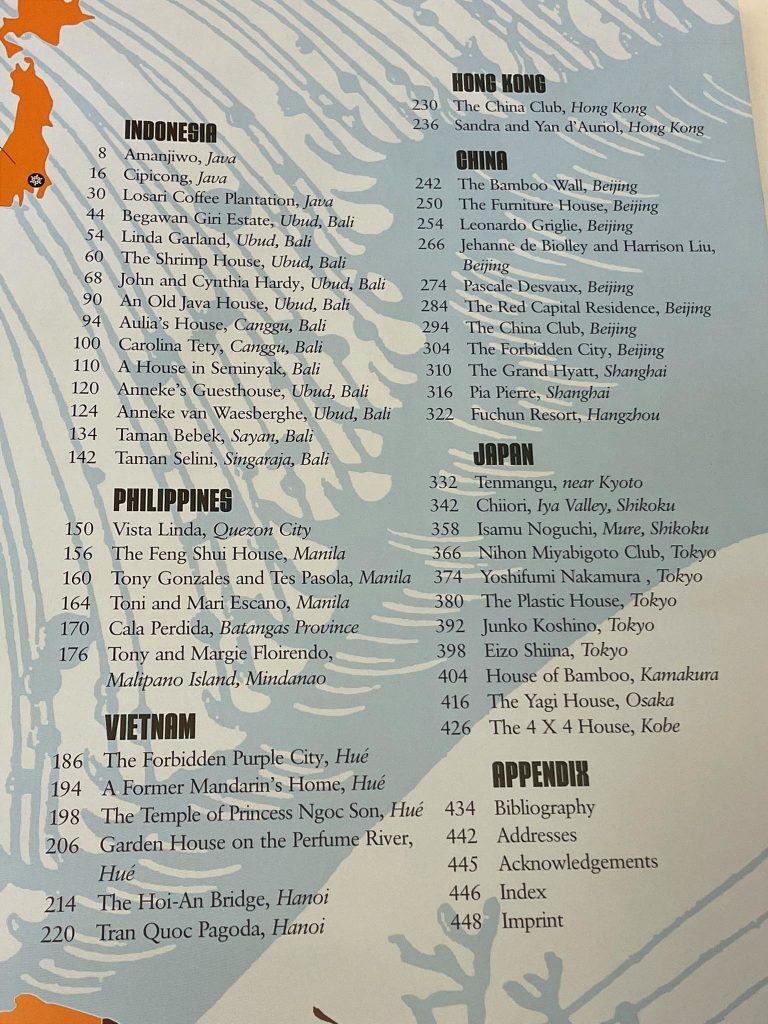 INDONESIA
8 Amanjiwo, Java
16 Cipicong, Java
30 Losari Coffee Plantation, Java
44 Begawan Giri Estate, Ubud, Bali
54 Linda Garland, Ubud, Bali
60 The Shrimp House, Ubud, Bali
68 John and Cynthia Hardy, Ubud, Bali
90 An Old Java House, Ubud, Bali
94 Aulia's House, Canggu, Bali
100 Carolina Tety, Canggu, Bali
110 A House in Seminyak, Bali
120 Anneke's Guesthouse, Ubud, Bali
124 Anneke van Waesberghe, Ubud, Bali
134 Taman Bebek, Sayan, Bali
142 Taman Selini, Singaraja, Bali
PHILIPPINES
150 Vista Linda, Quezon City
156 The Feng Shui House, Manila
160 Tony Gonzales and Tes Pasola, Manila
164 Toni and Mari Escano, Manila
170 Cala Perdida, Batangas Province
176 Tony and Margie Floirendo,
Malipano Island, Mindanao
VIETNAM
186 The Forbidden Purple City, Hué
194 A Former Mandarin's Home, Hué
198 The Temple of Princess Ngoc Son, Hué
206 Garden House on the Perfume River,
Hué
214 The Hoi-An Bridge, Hanoi
220 Tran Quoc Pagoda, Hanoi
HONG KONG
230 The China Club, Hong Kong
236 Sandra and Yan d'Auriol, Hong Kong
CHINA
242 The Bamboo Wall, Beijing
250 The Furniture House, Beijing
254 Leonardo Griglie, Beijing
266 Jehanne de Biolley and Harrison Liu,
Beijing
274 Pascale Desvaux, Beijing
284 The Red Capital Residence, Beijing
294 The China Club, Beijing
304 The Forbidden City, Beijing
310 The Grand Hyatt, Shanghai
316 Pia Pierre, Shanghai
322 Fuchun Resort, Hangzhou
JAPAN
332 Tenmangu, near Kyoto
342 Chiiori, Iya Valley, Shikoku
358 Isamu Noguchi, Mure, Shikoku
366 Nihon Miyabigoto Club, Tokyo
374 Yoshifumi Nakamura , Tokyo
380 The Plastic House, Tokyo
392 Junko Koshino, Tokyo
398 Eizo Shiina, Tokyo
404 House of Bamboo, Kamakura
416 The Yagi House, Osaka
426 The 4 X 4 House, Kobe
APPENDIX
434 Bibliography
442 Addresses
445 Acknowledgements
446 Index
448 Imprint